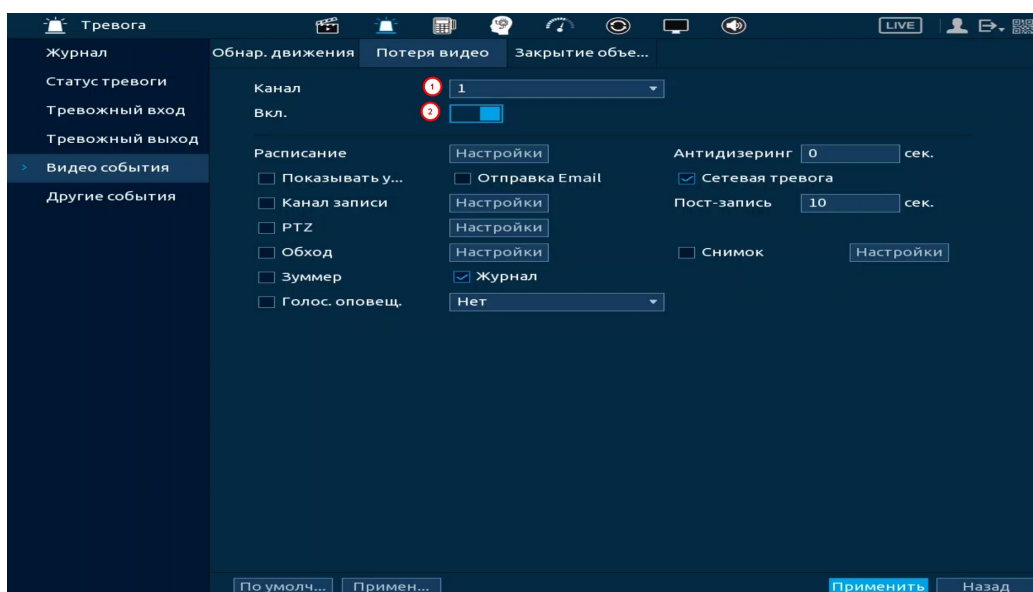 Тревога LIVE
Журнал
Статус тревоги
Тревожный вход
Тревожный выход
> Видео события
Другие события
Обнар. движения Потеря видео Закрытие объе...
Канал 1 1
Вкл. 2
Расписание Настройки Антидизеринг 0 сек.
Показывать у... Отправка Email Сетевая тревога
Канал записи Настройки Пост-запись 10 сек.
PTZ Настройки
Обход Настройки Снимок Настройки
Зуммер Журнал
Голос. оповещ. Нет
По умолч... Примен... Применить Назад